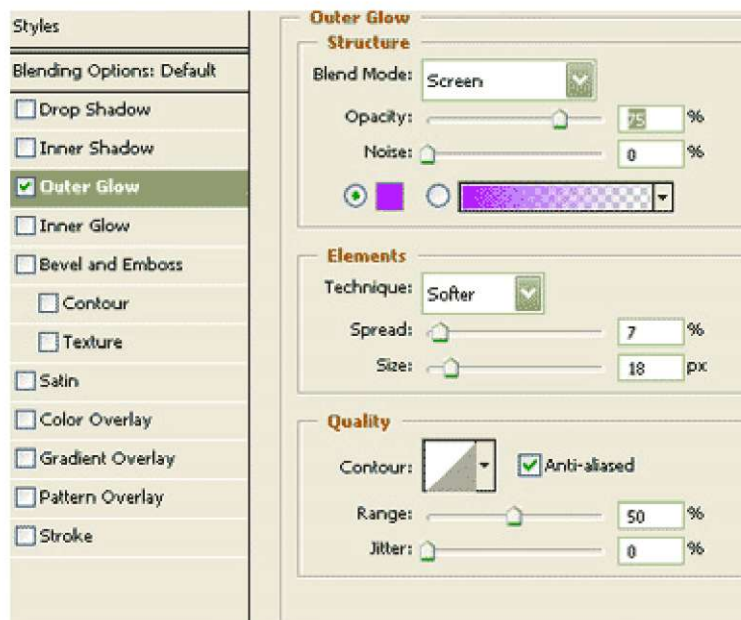 Styles
Blending Options: Default
Drop Shadow
Inner Shadow
Outer Glow
Inner Glow
Bevel and Emboss
Contour
Texture
Satin
Color Overlay
Gradient Overlay
Pattern Overlay
Stroke
Outer Glow
Structure
Blend Mode: Screen
Opacity: 75 %
Noise: 0 %
Elements
Technique: Softer
Spread: 7 %
Size: 18 px
Quality
Contour: Anti-aliased
Range: 50 %
Jitter: 0 %